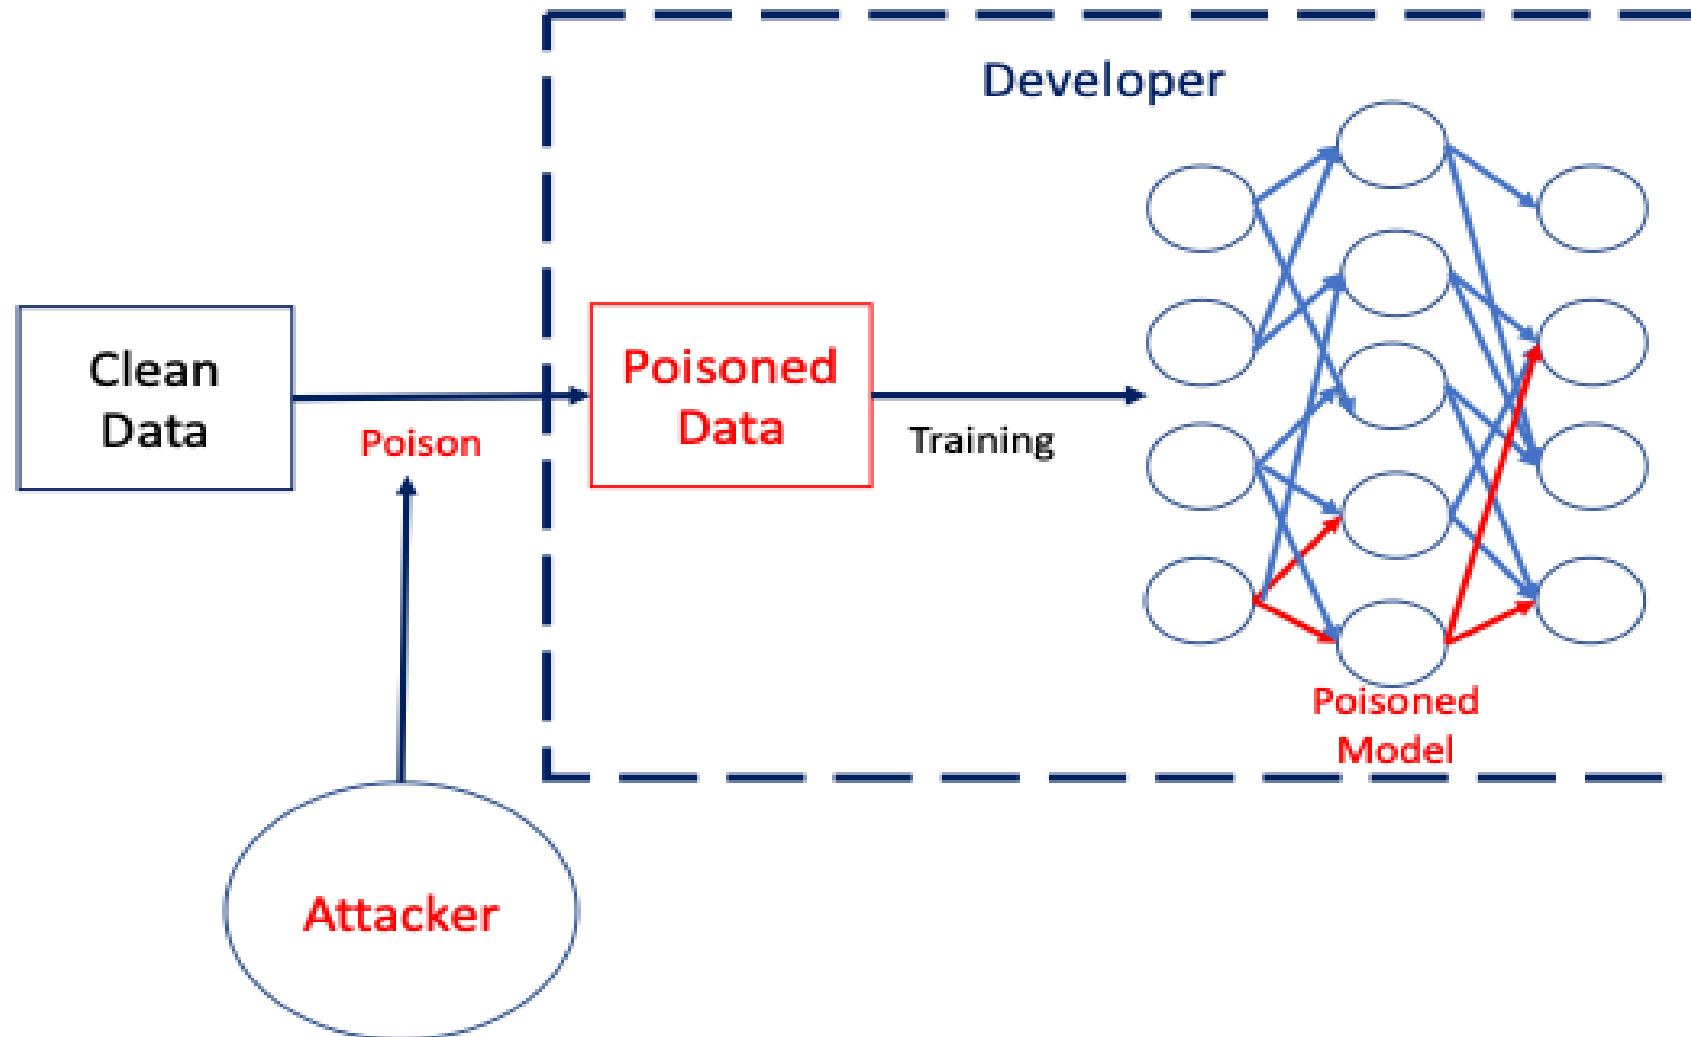 Developer
Clean
Data
Poison
Poisoned
Data
Training
Poisoned
Model
Attacker